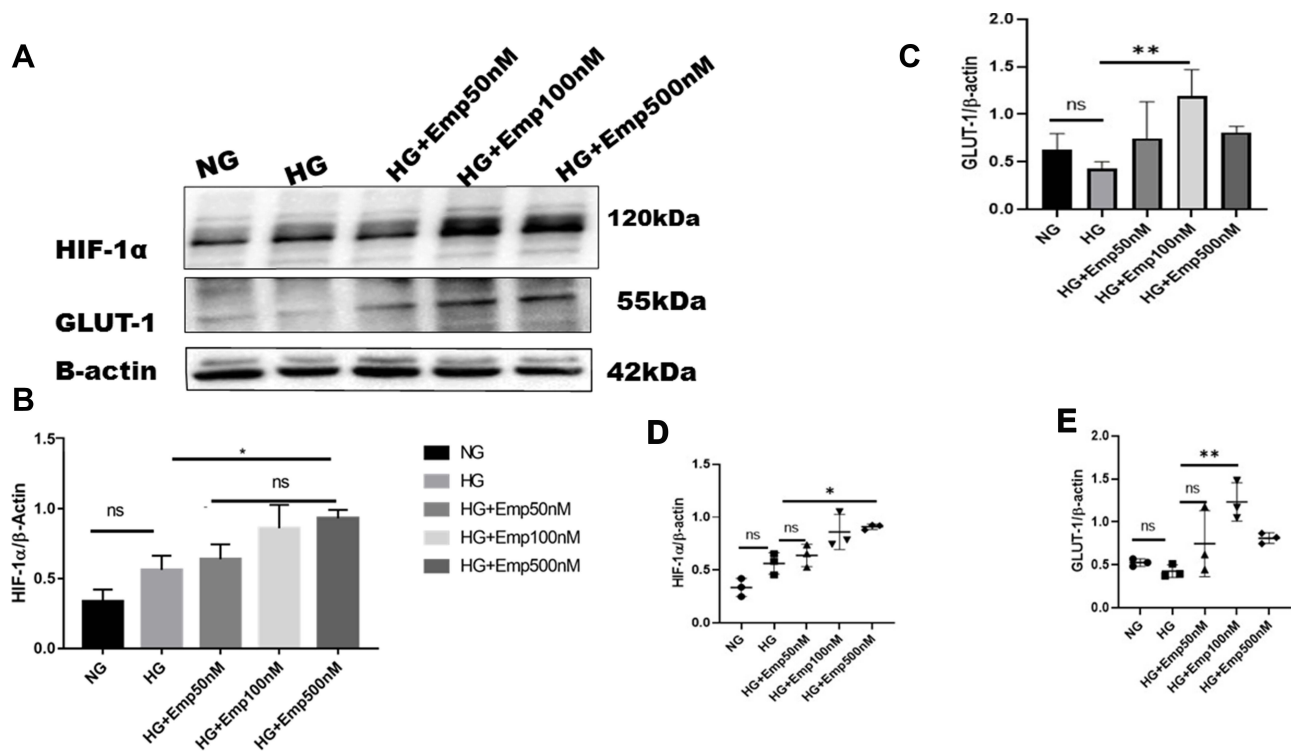 A
NG
HG
HG+Emp50nM
HG+Emp100nM
HG+Emp500nM
HIF-1α
120kDa
GLUT-1
55kDa
B-actin
42kDa
B
HIF-1α/β-Actin
1.5
1.0
0.5
0.0
ns
*
ns
NG
HG
HG+Emp50nM
HG+Emp100nM
HG+Emp500nM
NG
HG
HG+Emp50nM
HG+Emp100nM
HG+Emp500nM
C
GLUT-1/β-actin
2.0
1.5
1.0
0.5
0.0
ns
**
NG
HG
HG+Emp50nM
HG+Emp100nM
HG+Emp500nM
D
HIF-1α/β-actin
1.5
1.0
0.5
0.0
ns
ns
*
NG
HG
HG+Emp50nM
HG+Emp100nM
HG+Emp500nM
E
GLUT-1/β-actin
2.0
1.5
1.0
0.5
0.0
ns
ns
**
NG
HG
HG+Emp50nM
HG+Emp100nM
HG+Emp500nM